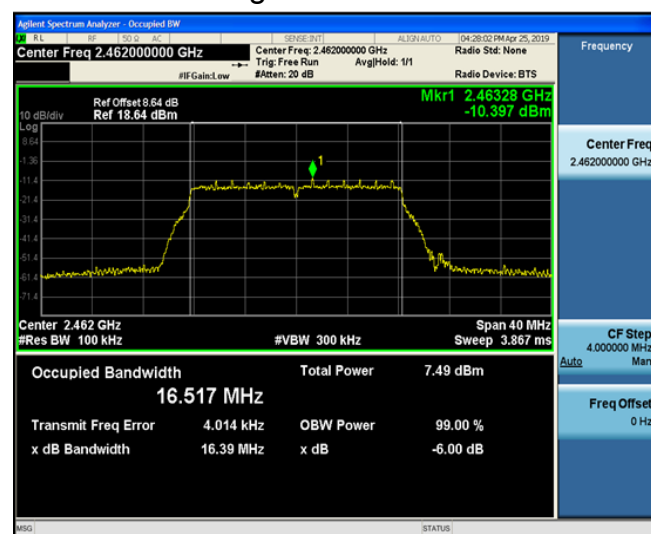 Agilent Spectrum Analyzer - Occupied BW
RL RF 50 Ω AC SENSE:INT ALIGN AUTO 04:28:02 PM Apr 25, 2019
Center Freq 2.462000000 GHz
Center Freq: 2.462000000 GHz
Radio Std: None
Trig: Free Run Avg|Hold: 1/1
#IFGain:Low #Atten: 20 dB Radio Device: BTS
Ref Offset 8.64 dB
10 dB/div Ref 18.64 dBm
Mkr1 2.46328 GHz
-10.397 dBm
Log
8.64
-1.36
-11.4
-21.4
-31.4
-41.4
-51.4
-61.4
-71.4
1
Center 2.462 GHz Span 40 MHz
#Res BW 100 kHz #VBW 300 kHz Sweep 3.867 ms
Occupied Bandwidth Total Power 7.49 dBm
16.517 MHz
Transmit Freq Error 4.014 kHz OBW Power 99.00 %
x dB Bandwidth 16.39 MHz x dB -6.00 dB
MSG STATUS
Frequency
Center Freq
2.462000000 GHz
CF Step
4.000000 MHz
Auto Man
Freq Offset
0 Hz